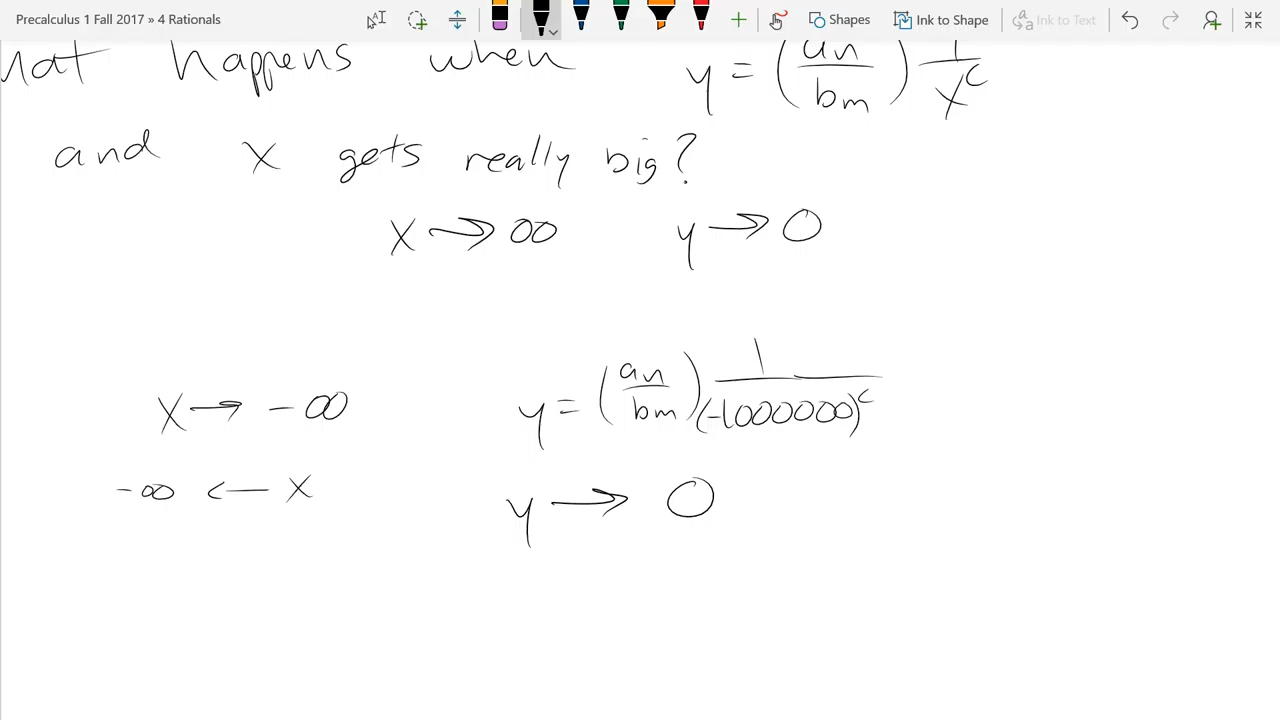 Precalculus 1 Fall 2017 » 4 Rationals Shapes Ink to Shape Ink to Text
happens when y = (an/bm) 1/x^c
and x gets really big?
x → ∞ y → 0
x → -∞ y = (an/bm) 1/(-1000000)^c
-∞ ← x y → 0